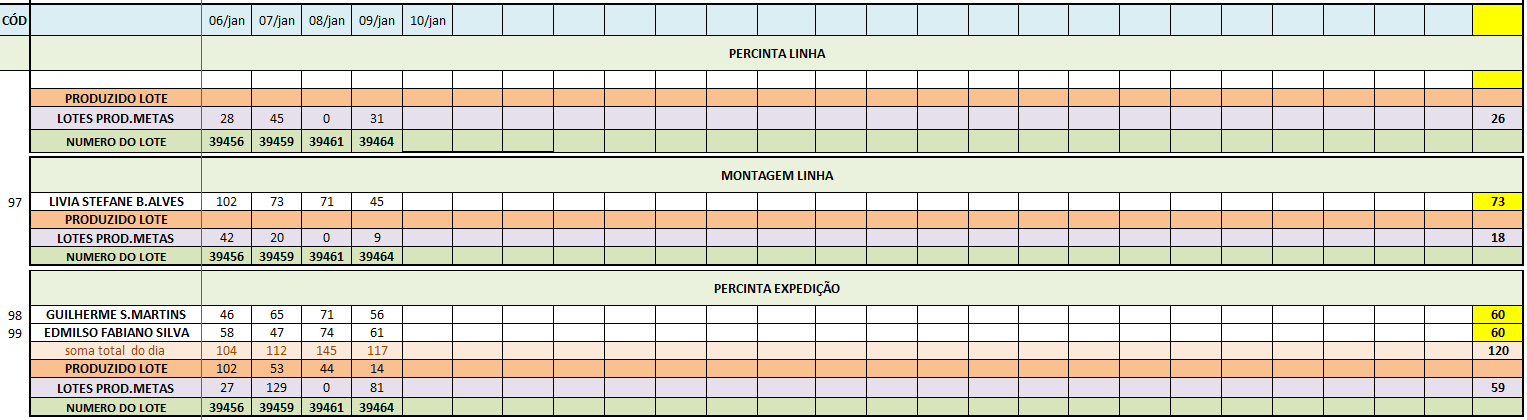 CÓD 06/jan 07/jan 08/jan 09/jan 10/jan
PERCINTA LINHA
PRODUZIDO LOTE
LOTES PROD.METAS 28 45 0 31 26
NUMERO DO LOTE 39456 39459 39461 39464
MONTAGEM LINHA
97 LIVIA STEFANE B.ALVES 102 73 71 45 73
PRODUZIDO LOTE
LOTES PROD.METAS 42 20 0 9 18
NUMERO DO LOTE 39456 39459 39461 39464
PERCINTA EXPEDIÇÃO
98 GUILHERME S.MARTINS 46 65 71 56 60
99 EDMILSO FABIANO SILVA 58 47 74 61 60
soma total do dia 104 112 145 117 120
PRODUZIDO LOTE 102 53 44 14
LOTES PROD.METAS 27 129 0 81 59
NUMERO DO LOTE 39456 39459 39461 39464